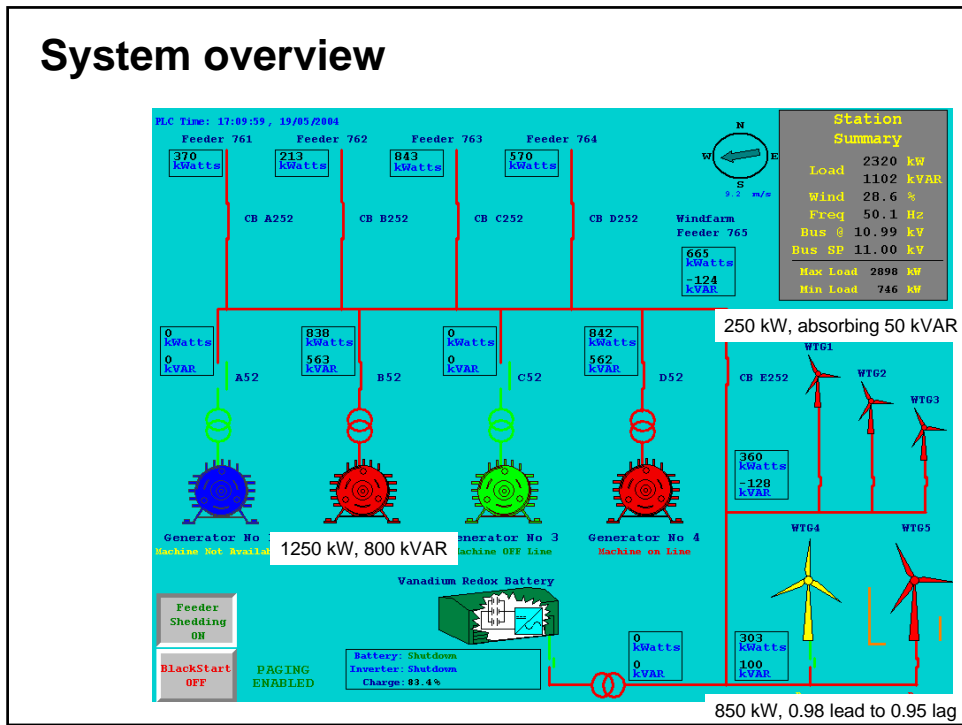 System overview
PLC Time: 17:09:59, 19/05/2004
Feeder 761
Feeder 762
Feeder 763
Feeder 764
370
kWatts
213
kWatts
843
kWatts
570
kWatts
N
W
E
S
9.2 m/s
Station
Summary
Load 2320 kW
1102 kVAR
Wind 28.6 %
Freq 50.1 Hz
Bus @ 10.99 kV
Bus SP 11.00 kV
Max Load 2898 kW
Min Load 746 kW
CB A252
CB B252
CB C252
CB D252
Windfarm
Feeder 765
665
kWatts
-124
kVAR
250 kW, absorbing 50 kVAR
0
kWatts
0
kVAR
838
kWatts
563
kVAR
0
kWatts
0
kVAR
842
kWatts
562
kVAR
A52
B52
C52
D52
CB E252
WTG1
WTG2
WTG3
360
kWatts
-128
kVAR
Generator No
Machine Not
1250 kW, 800 kVAR
enerator No 3
achine OFF Line
Generator No 4
Machine on Line
WTG4
WTG5
Vanadium Redox Battery
Feeder
Shedding
ON
BlackStart
OFF
PAGING
ENABLED
Battery: Shutdown
Inverter: Shutdown
Charge: 83.4%
0
kWatts
0
kVAR
303
kWatts
100
kVAR
850 kW, 0.98 lead to 0.95 lag